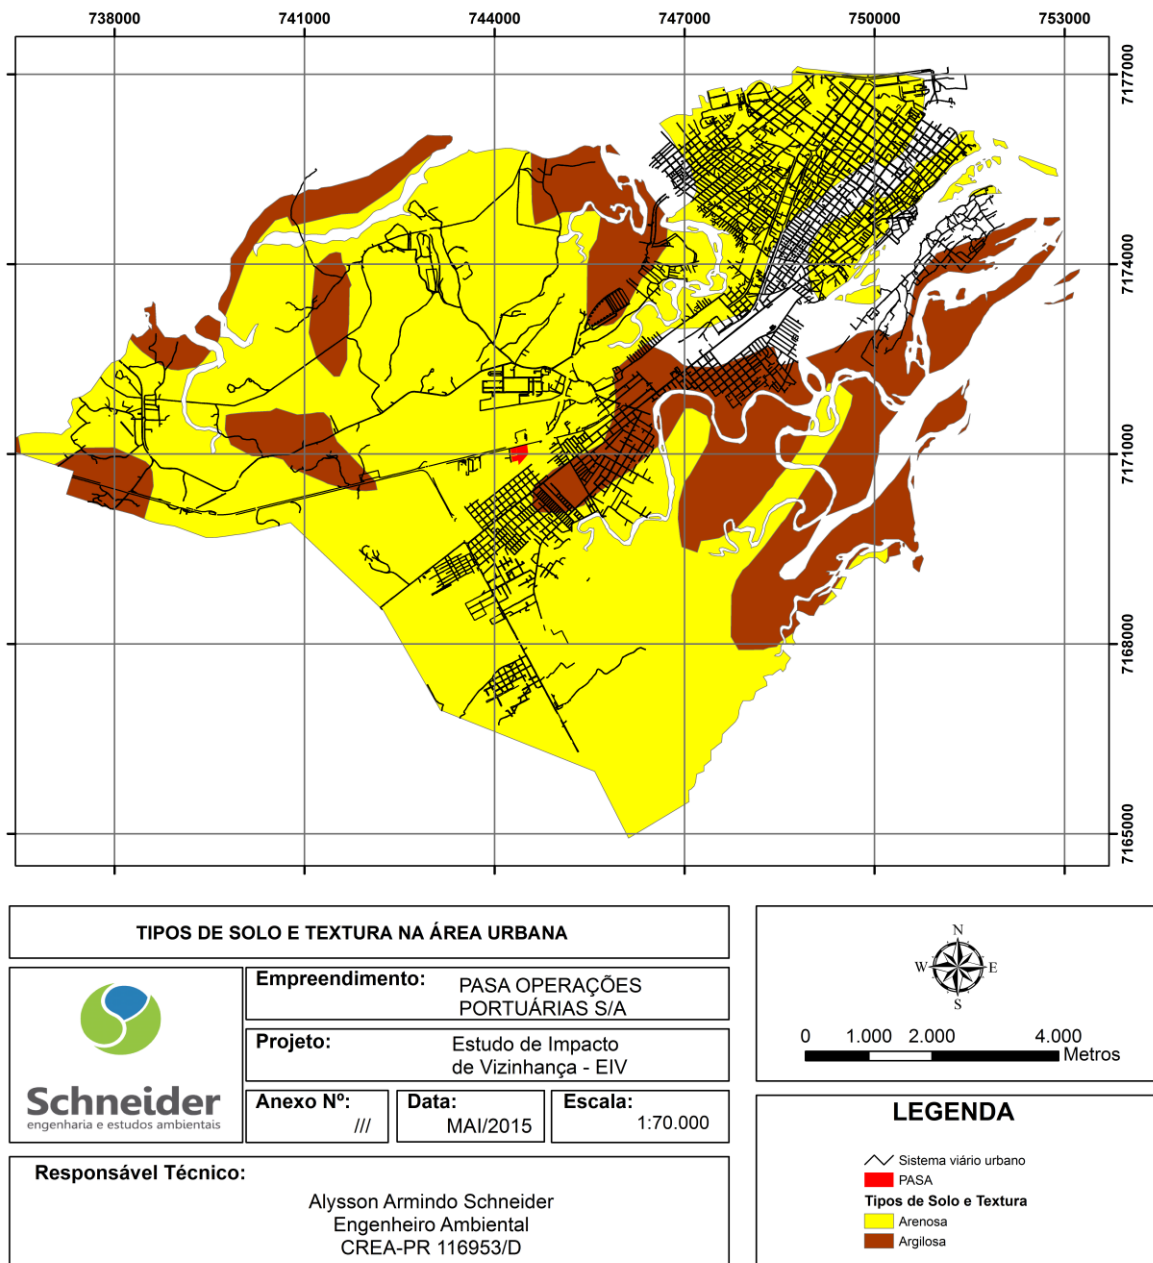 738000
741000
744000
747000
750000
753000
7177000
7174000
7171000
7168000
7165000
TIPOS DE SOLO E TEXTURA NA ÁREA URBANA
Schneider
engenharia e estudos ambientais
Empreendimento:
PASA OPERAÇÕES
PORTUÁRIAS S/A
Projeto:
Estudo de Impacto
de Vizinhança - EIV
Anexo Nº:
///
Data:
MAI/2015
Escala:
1:70.000
Responsável Técnico:
Alysson Armindo Schneider
Engenheiro Ambiental
CREA-PR 116953/D
N
W
E
S
0 1.000 2.000 4.000
Metros
LEGENDA
Sistema viário urbano
PASA
Tipos de Solo e Textura
Arenosa
Argilosa